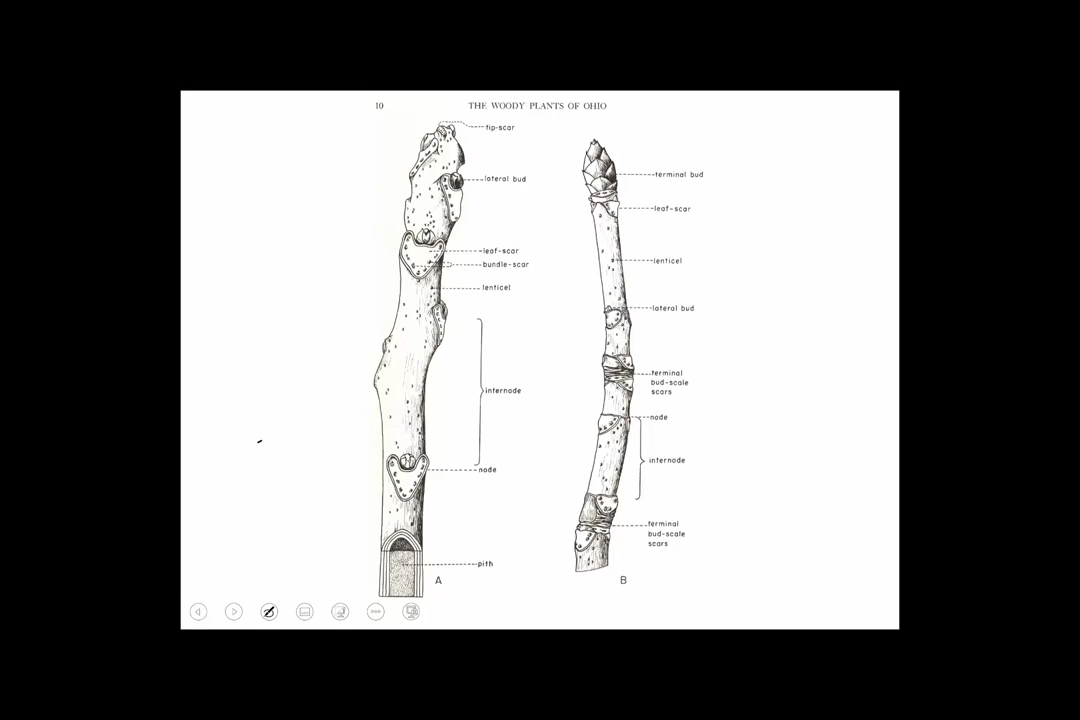 10 THE WOODY PLANTS OF OHIO
tip-scar
lateral bud
leaf-scar
bundle-scar
lenticel
internode
node
pith
A
terminal bud
leaf-scar
lenticel
lateral bud
terminal
bud-scale
scars
node
internode
terminal
bud-scale
scars
B